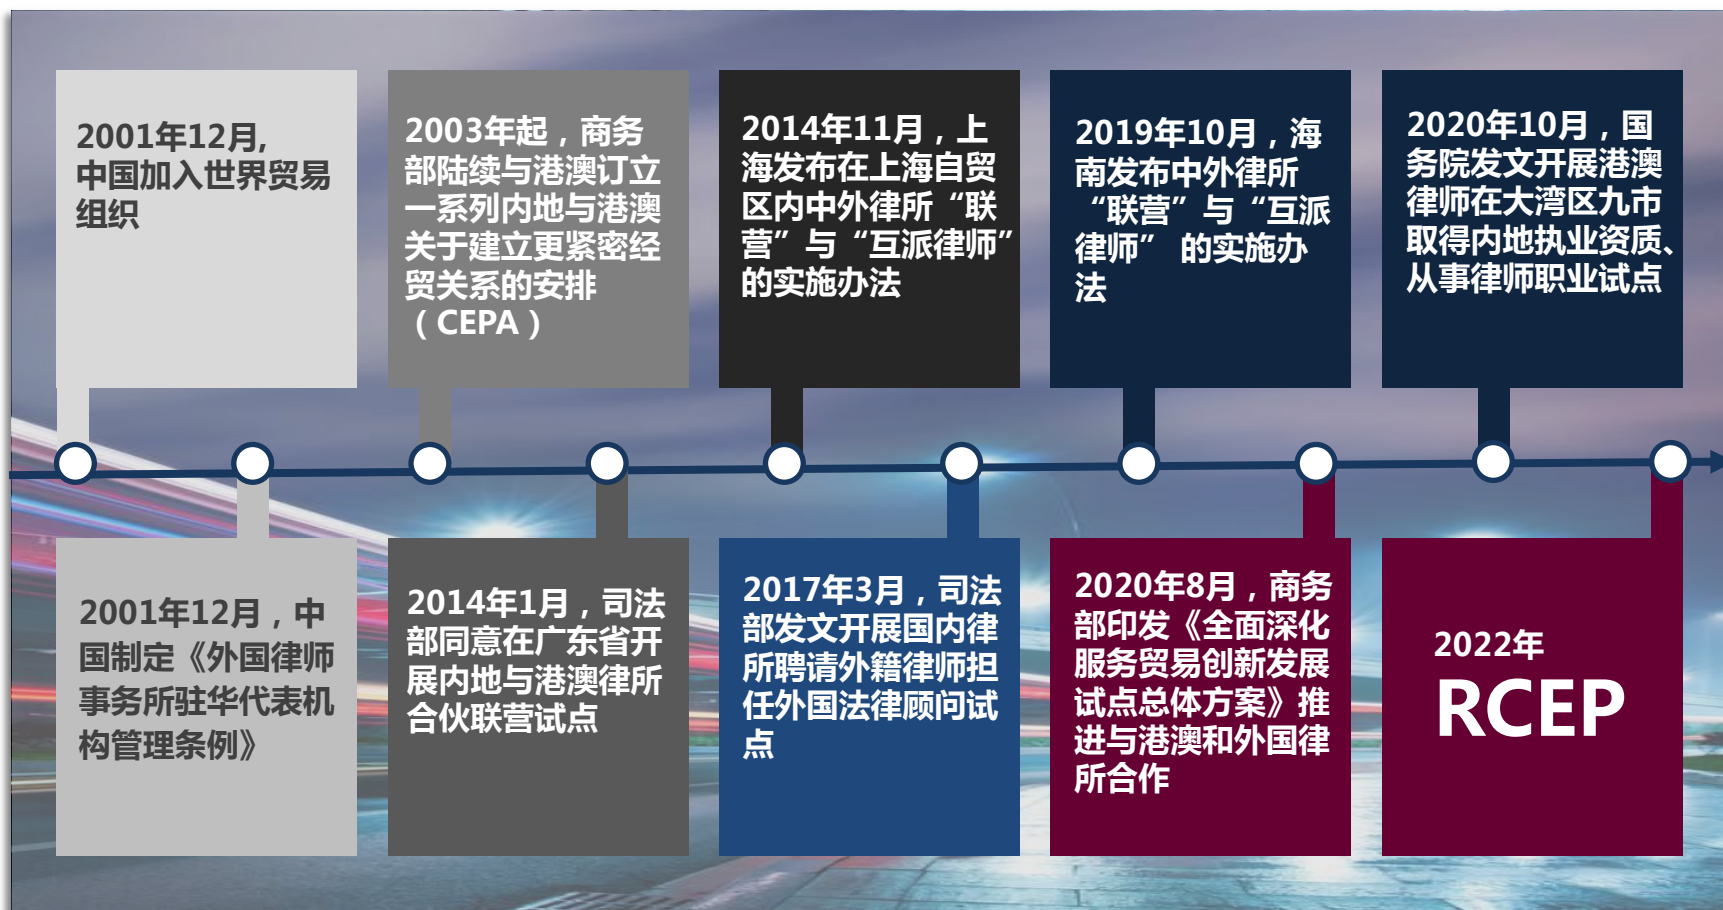 2001年12月,
中国加入世界贸易
组织
2001年12月，中
国制定《外国律师
事务所驻华代表机
构管理条例》
2003年起，商务
部陆续与港澳订立
一系列内地与港澳
关于建立更紧密经
贸关系的安排
（CEPA）
2014年1月，司法
部同意在广东省开
展内地与港澳律所
合伙联营试点
2014年11月，上
海发布在上海自贸
区内中外律所“联
营”与“互派律师”
的实施办法
2017年3月，司法
部发文开展国内律
所聘请外籍律师担
任外国法律顾问试
点
2019年10月，海
南发布中外律所
“联营”与“互派
律师” 的实施办
法
2020年8月，商务
部印发《全面深化
服务贸易创新发展
试点总体方案》推
进与港澳和外国律
所合作
2020年10月，国
务院发文开展港澳
律师在大湾区九市
取得内地执业资质、
从事律师职业试点
2022年
RCEP